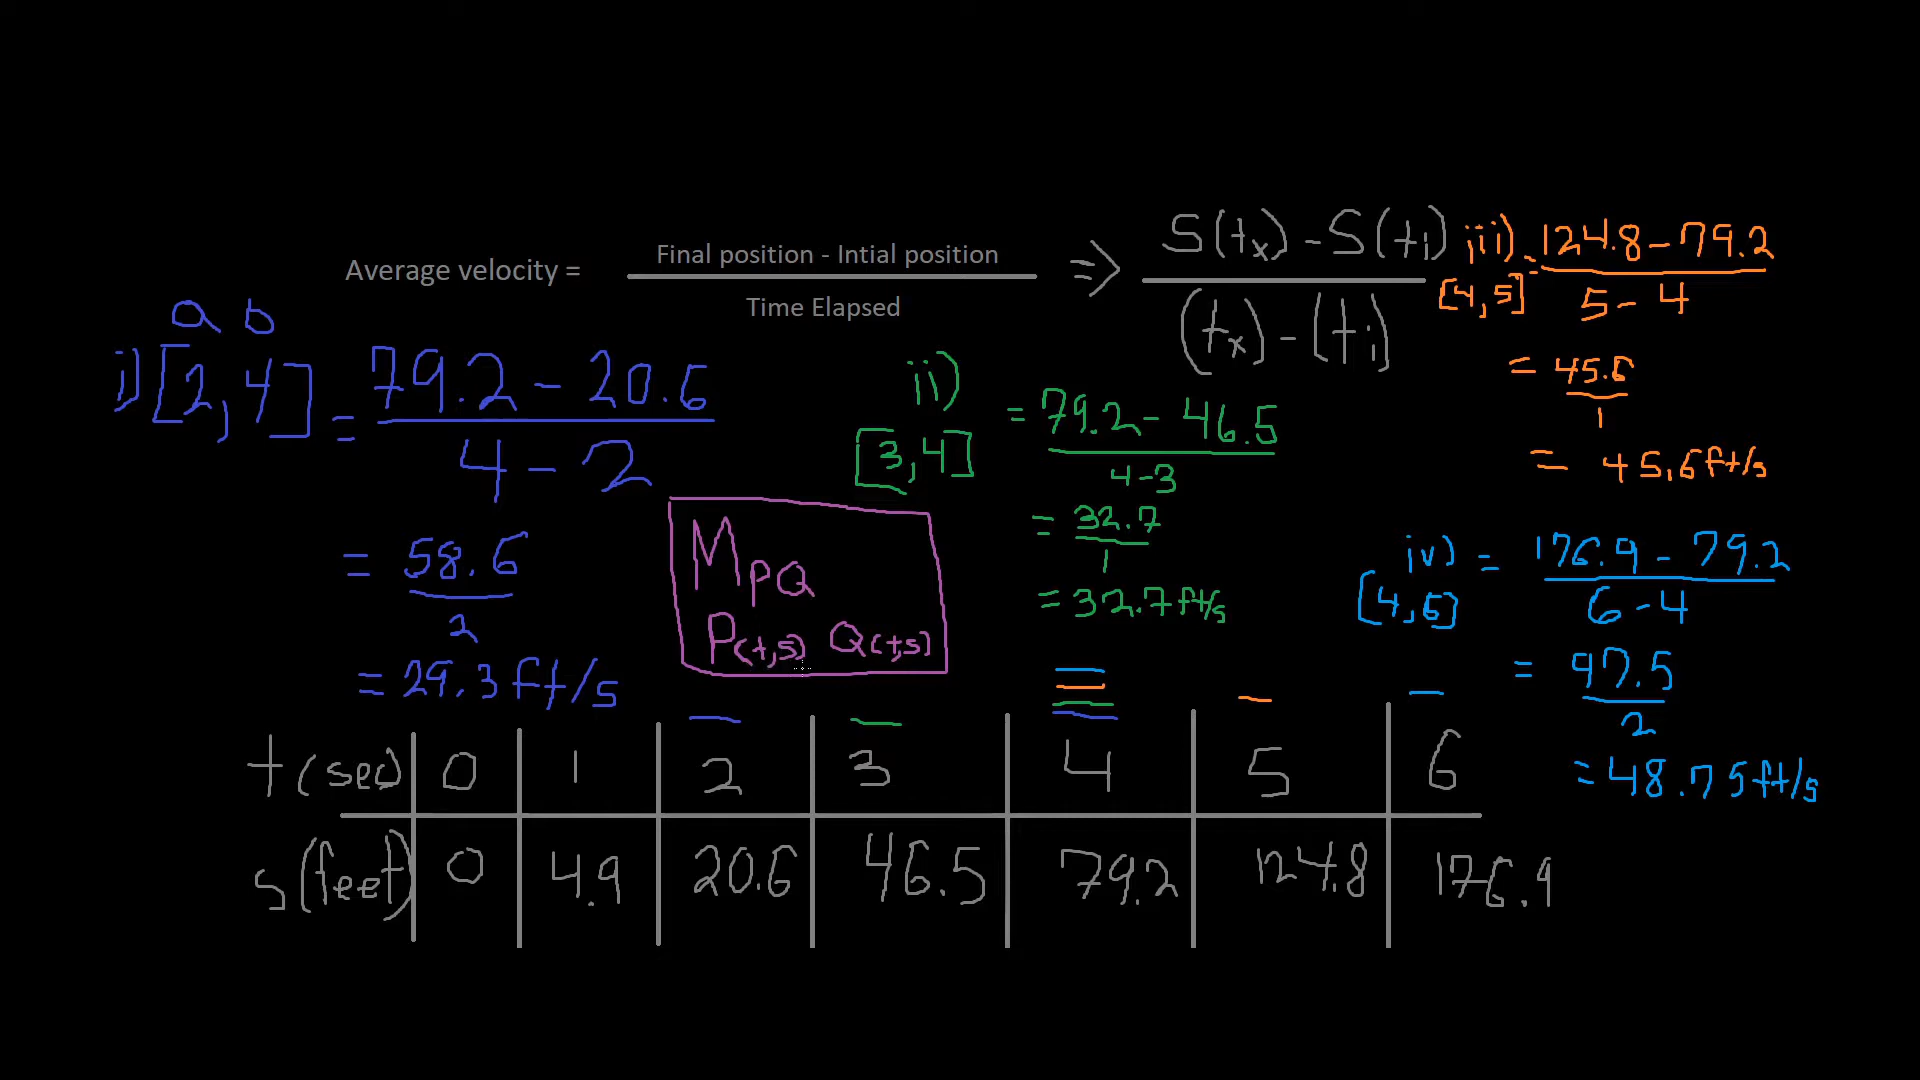 Average velocity = Final position - Intial position
Time Elapsed
=> S(tx) - S(ti)
(tx) - (ti)
a b
i) [2,4] = 79.2 - 20.6
4 - 2
= 58.6
2
= 29.3 ft/s
ii)
[3,4] = 79.2 - 46.5
4-3
= 32.7
1
= 32.7 ft/s
MPQ
P(t,s) Q(t,s)
iii) = 124.8 - 79.2
[4,5] 5 - 4
= 45.6
1
= 45.6 ft/s
iv) = 176.9 - 79.2
[4,6] 6 - 4
= 97.5
2
= 48.75 ft/s
t(sec) 0 1 2 3 4 5 6
s(feet) 0 4.9 20.6 46.5 79.2 124.8 176.9